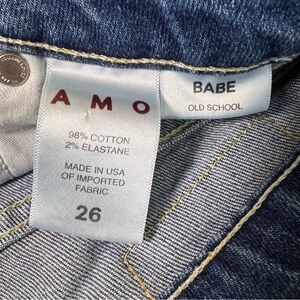 AMO
98% COTTON
2% ELASTANE
MADE IN USA
OF IMPORTED
FABRIC
26
BABE
OLD SCHOOL